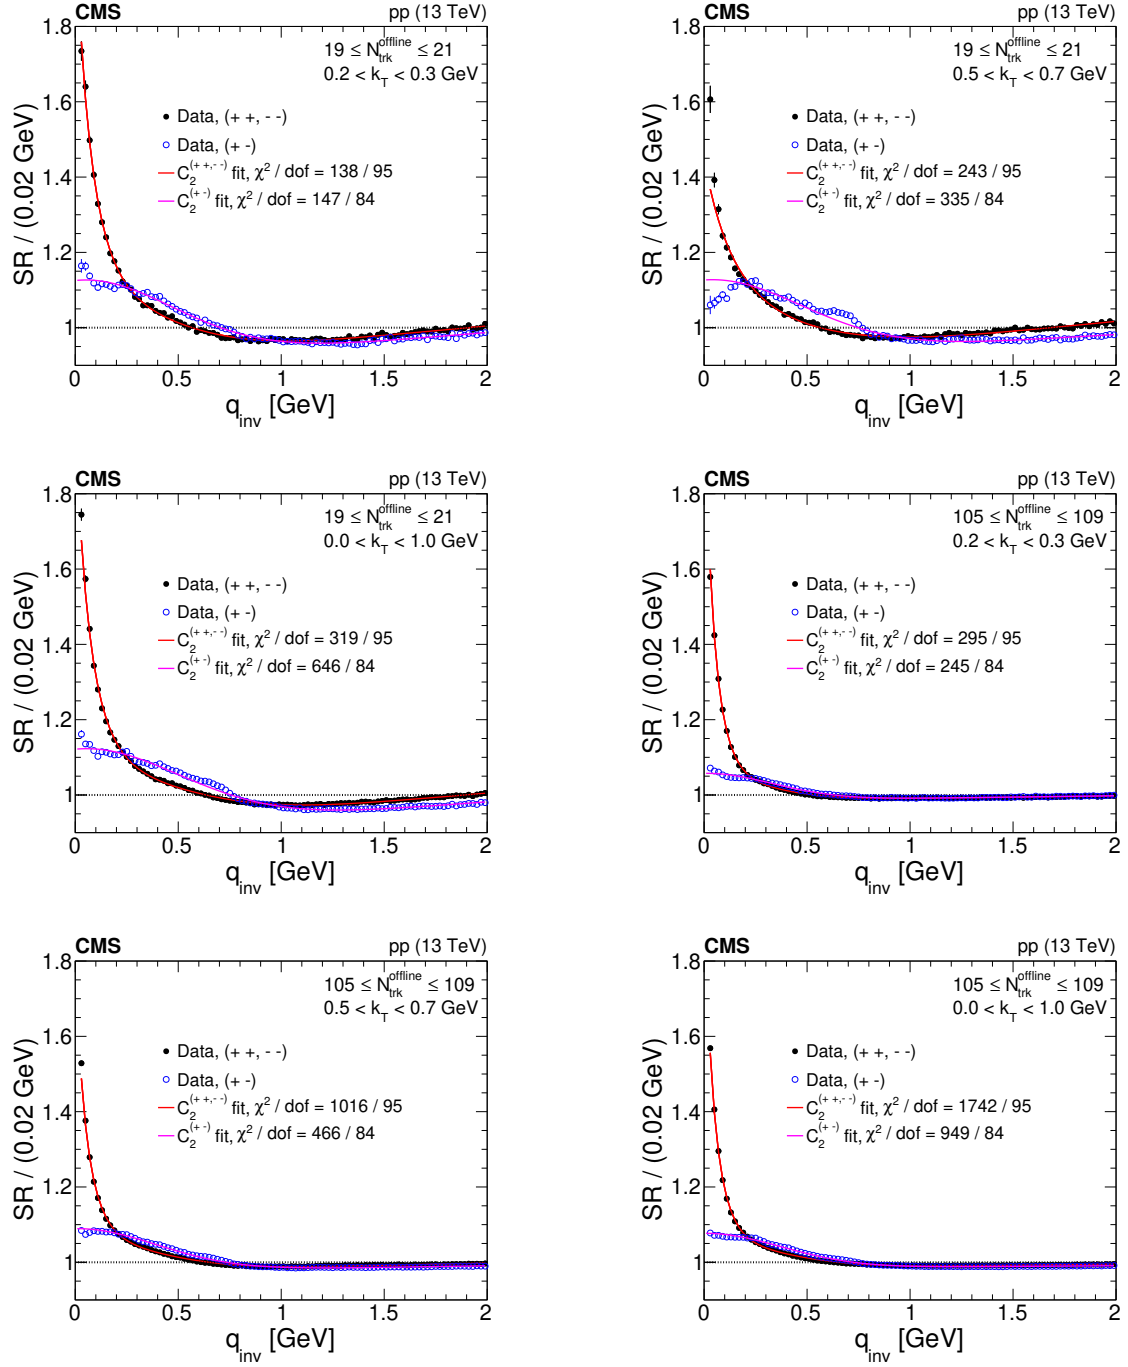 CMS pp (13 TeV)
19 ≤ N_trk^offline ≤ 21
0.2 < k_T < 0.3 GeV
Data, (+ +, - -)
Data, (+ -)
C_2^(+ +,- -) fit, χ² / dof = 138 / 95
C_2^(+ -) fit, χ² / dof = 147 / 84
SR / (0.02 GeV)
1.8
1.6
1.4
1.2
1
0 0.5 1 1.5 2
q_inv [GeV]
CMS pp (13 TeV)
19 ≤ N_trk^offline ≤ 21
0.5 < k_T < 0.7 GeV
Data, (+ +, - -)
Data, (+ -)
C_2^(+ +,- -) fit, χ² / dof = 243 / 95
C_2^(+ -) fit, χ² / dof = 335 / 84
SR / (0.02 GeV)
1.8
1.6
1.4
1.2
1
0 0.5 1 1.5 2
q_inv [GeV]
CMS pp (13 TeV)
19 ≤ N_trk^offline ≤ 21
0.0 < k_T < 1.0 GeV
Data, (+ +, - -)
Data, (+ -)
C_2^(+ +,- -) fit, χ² / dof = 319 / 95
C_2^(+ -) fit, χ² / dof = 646 / 84
SR / (0.02 GeV)
1.8
1.6
1.4
1.2
1
0 0.5 1 1.5 2
q_inv [GeV]
CMS pp (13 TeV)
105 ≤ N_trk^offline ≤ 109
0.2 < k_T < 0.3 GeV
Data, (+ +, - -)
Data, (+ -)
C_2^(+ +,- -) fit, χ² / dof = 295 / 95
C_2^(+ -) fit, χ² / dof = 245 / 84
SR / (0.02 GeV)
1.8
1.6
1.4
1.2
1
0 0.5 1 1.5 2
q_inv [GeV]
CMS pp (13 TeV)
105 ≤ N_trk^offline ≤ 109
0.5 < k_T < 0.7 GeV
Data, (+ +, - -)
Data, (+ -)
C_2^(+ +,- -) fit, χ² / dof = 1016 / 95
C_2^(+ -) fit, χ² / dof = 466 / 84
SR / (0.02 GeV)
1.8
1.6
1.4
1.2
1
0 0.5 1 1.5 2
q_inv [GeV]
CMS pp (13 TeV)
105 ≤ N_trk^offline ≤ 109
0.0 < k_T < 1.0 GeV
Data, (+ +, - -)
Data, (+ -)
C_2^(+ +,- -) fit, χ² / dof = 1742 / 95
C_2^(+ -) fit, χ² / dof = 949 / 84
SR / (0.02 GeV)
1.8
1.6
1.4
1.2
1
0 0.5 1 1.5 2
q_inv [GeV]